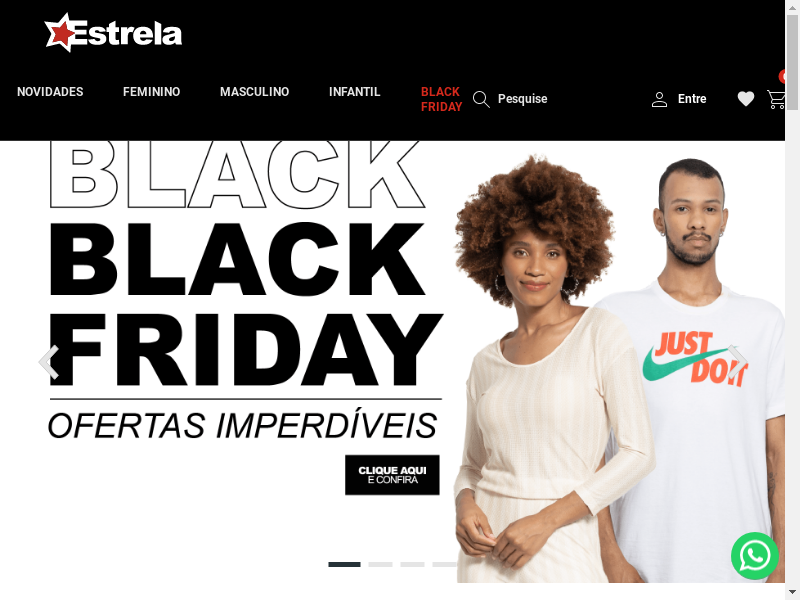 Estrela
NOVIDADES
FEMININO
MASCULINO
INFANTIL
BLACK
FRIDAY
Pesquise
Entre
BLACK
BLACK
FRIDAY
OFERTAS IMPERDÍVEIS
CLIQUE AQUI
E CONFIRA
JUST
DO IT